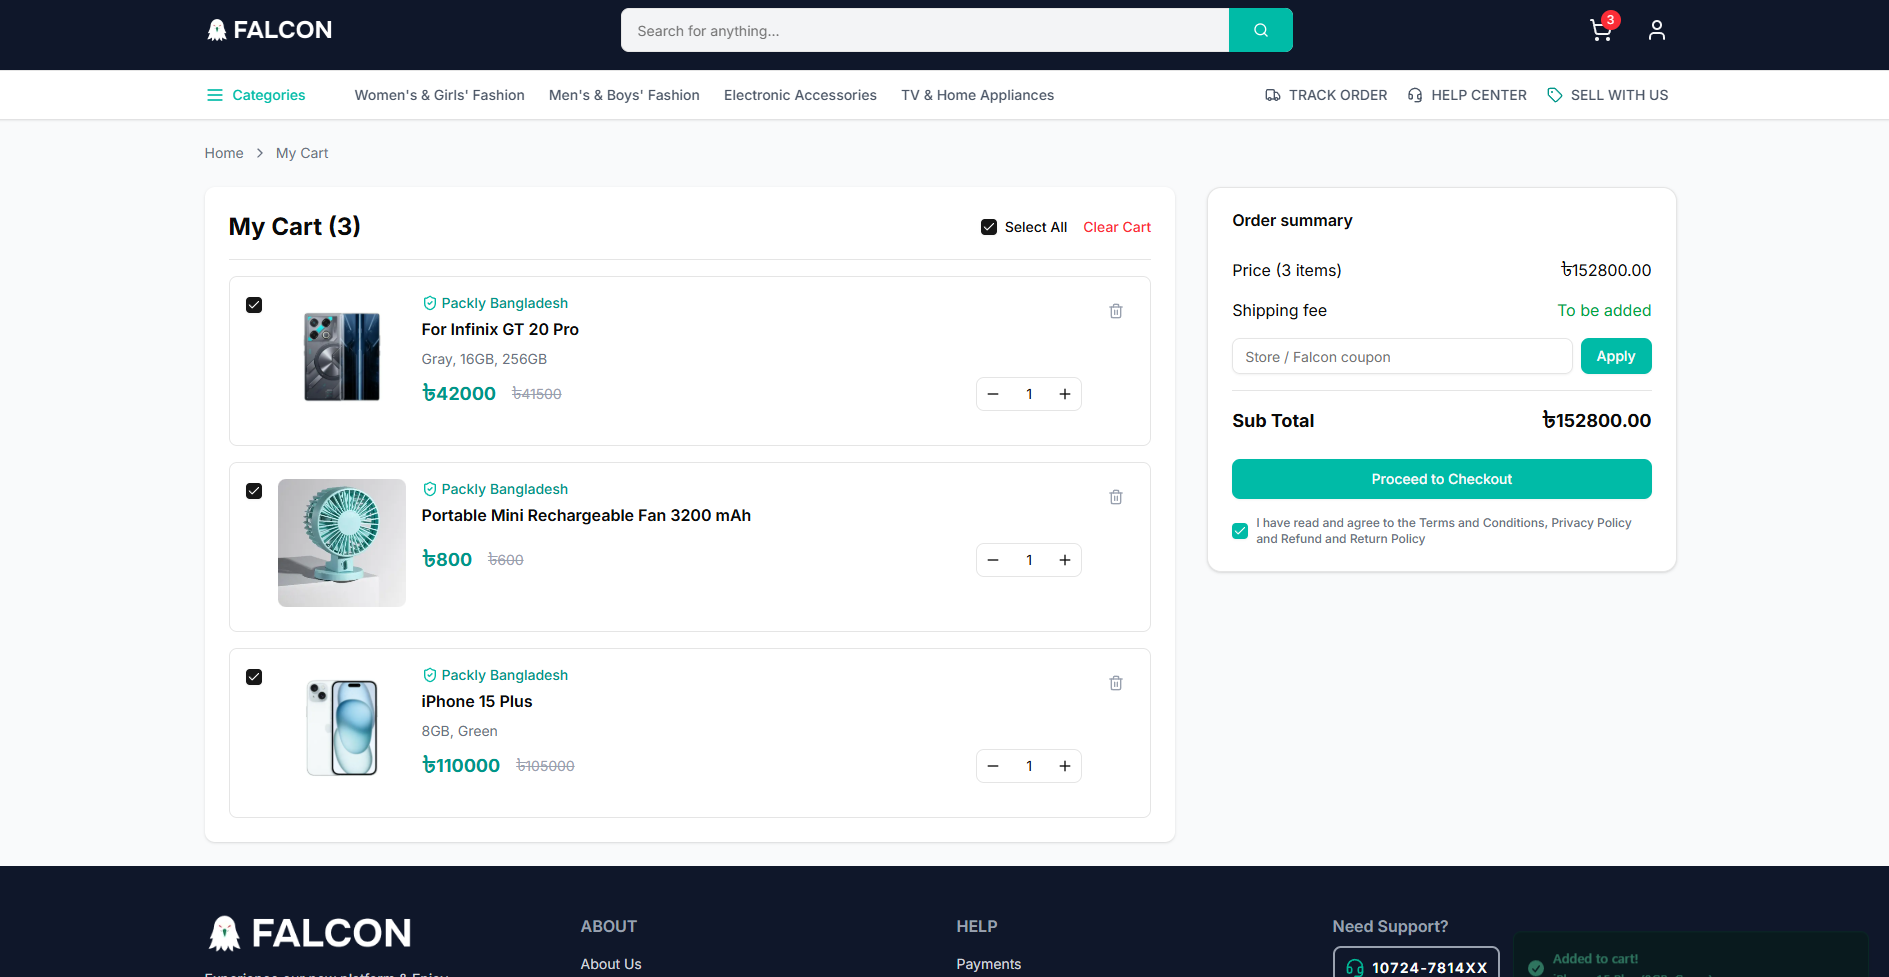 FALCON
Search for anything...
3
Categories
Women's & Girls' Fashion
Men's & Boys' Fashion
Electronic Accessories
TV & Home Appliances
TRACK ORDER
HELP CENTER
SELL WITH US
Home > My Cart
My Cart (3)
Select All
Clear Cart
Packly Bangladesh
For Infinix GT 20 Pro
Gray, 16GB, 256GB
৳42000 ৳41500
1
Packly Bangladesh
Portable Mini Rechargeable Fan 3200 mAh
৳800 ৳600
1
Packly Bangladesh
iPhone 15 Plus
8GB, Green
৳110000 ৳105000
1
Order summary
Price (3 items) ৳152800.00
Shipping fee To be added
Store / Falcon coupon
Apply
Sub Total ৳152800.00
Proceed to Checkout
I have read and agree to the Terms and Conditions, Privacy Policy
and Refund and Return Policy
FALCON
ABOUT
About Us
HELP
Payments
Need Support?
10724-7814XX
Added to cart!